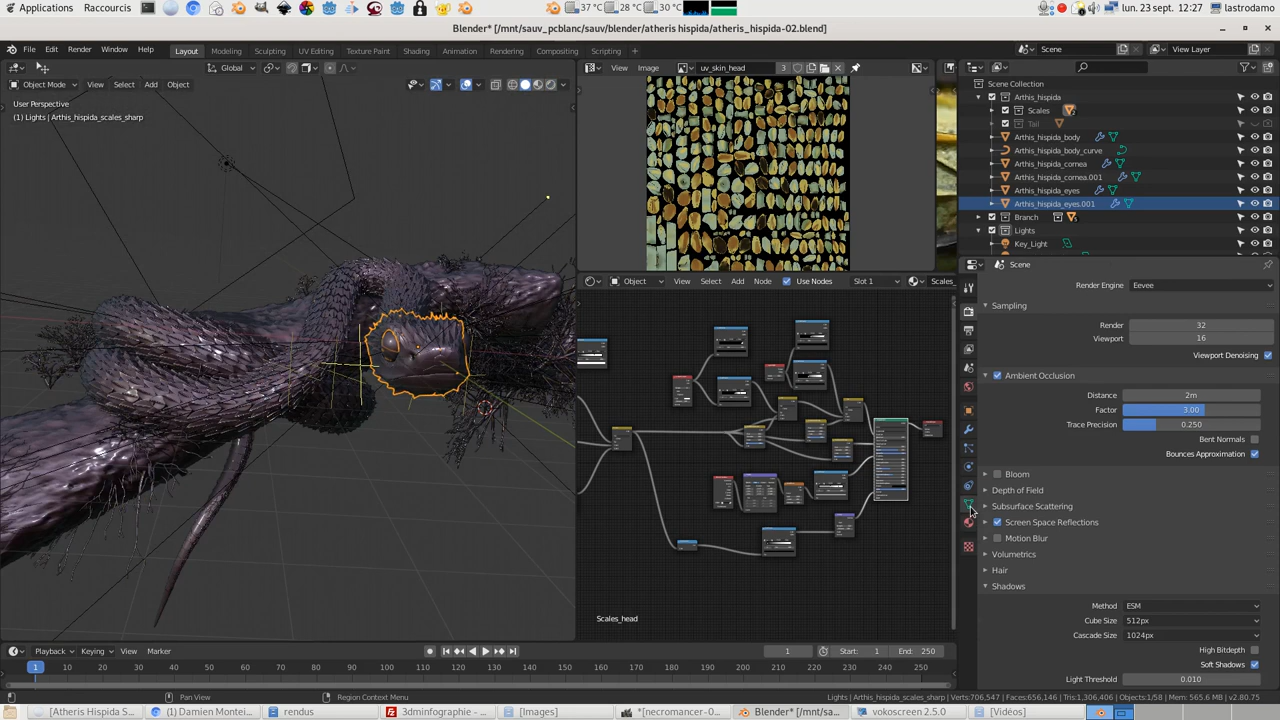 Applications Raccourcis Système 37 °C 28 °C 30 °C lun. 23 sept. 12:27 lastrodamo
Blender* [/mnt/sauv_pcblanc/sauv/blender/atheris hispida/atheris_hispida-02.blend]
File Edit Render Window Help Layout Modeling Sculpting UV Editing Texture Paint Shading Animation Rendering Compositing Scripting + Scene View Layer
Global View Image uv_skin_head 3
Object Mode View Select Add Object
User Perspective
(1) Lights | Arthis_hispida_scales_sharp
Scene Collection
Arthis_hispida
Scales
Tail
Arthis_hispida_body
Arthis_hispida_body_curve
Arthis_hispida_cornea
Arthis_hispida_cornea.001
Arthis_hispida_eyes
Arthis_hispida_eyes.001
Branch
Lights
Key_Light
Object View Select Add Node Use Nodes Slot 1 Scales_
Scales_head
Scene
Render Engine Eevee
Sampling
Render 32
Viewport 16
Viewport Denoising
Ambient Occlusion
Distance 2m
Factor 3.00
Trace Precision 0.250
Bent Normals
Bounces Approximation
Bloom
Depth of Field
Subsurface Scattering
Screen Space Reflections
Motion Blur
Volumetrics
Hair
Shadows
Method ESM
Cube Size 512px
Cascade Size 1024px
High Bitdepth
Soft Shadows
Light Threshold 0.010
Playback Keying View Marker 1 Start: 1 End: 250
1 10 20 30 40 50 60 70 80 90 100 110 120 130 140 150 160 170 180 190 200 210 220 230 240 250
Pan View Region Context Menu Lights | Arthis_hispida_scales_sharp | Verts:706,547 | Faces:656,146 | Tris:1,306,406 | Objects:1/58 | Mem: 565.6 MB | v2.80.75
[Atheris Hispida S... (1) Damien Montei... rendus 3dminfographie -... [Images] *[necromancer-0... Blender* [/mnt/sa... vokoscreen 2.5.0 [Vidéos]